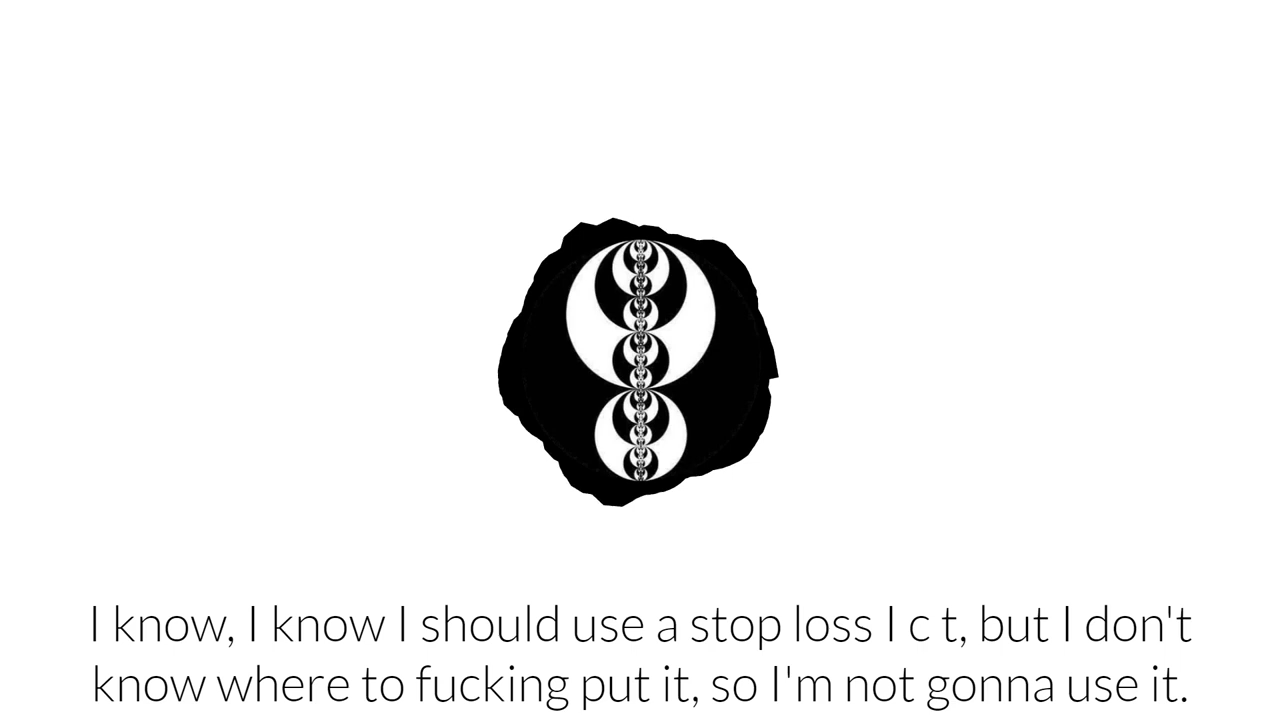 I know, I know I should use a stop loss I c t, but I don't
know where to fucking put it, so I'm not gonna use it.